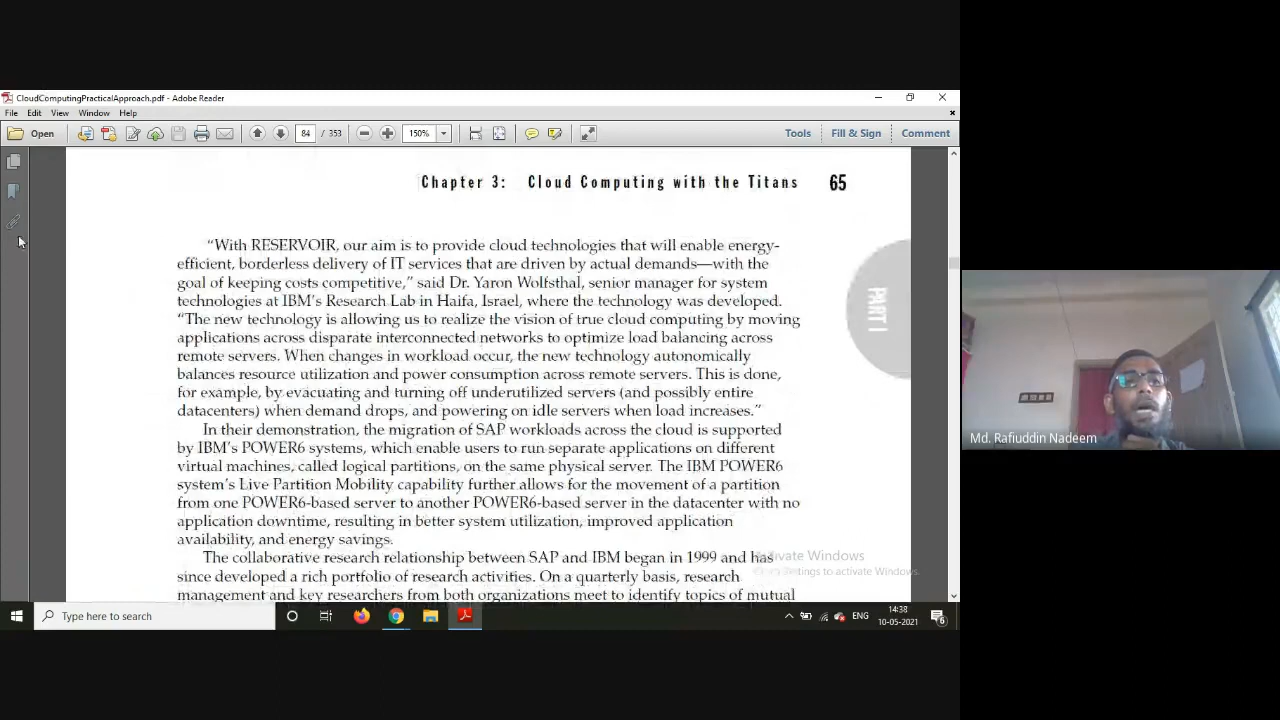 CloudComputingPracticalApproach.pdf - Adobe Reader
File Edit View Window Help
Open 84 / 353 150% Tools Fill & Sign Comment
Chapter 3: Cloud Computing with the Titans 65
“With RESERVOIR, our aim is to provide cloud technologies that will enable energy-
efficient, borderless delivery of IT services that are driven by actual demands—with the
goal of keeping costs competitive,” said Dr. Yaron Wolfsthal, senior manager for system
technologies at IBM’s Research Lab in Haifa, Israel, where the technology was developed.
“The new technology is allowing us to realize the vision of true cloud computing by moving
applications across disparate interconnected networks to optimize load balancing across
remote servers. When changes in workload occur, the new technology autonomically
balances resource utilization and power consumption across remote servers. This is done,
for example, by evacuating and turning off underutilized servers (and possibly entire
datacenters) when demand drops, and powering on idle servers when load increases.”
PART I
In their demonstration, the migration of SAP workloads across the cloud is supported
by IBM’s POWER6 systems, which enable users to run separate applications on different
virtual machines, called logical partitions, on the same physical server. The IBM POWER6
system’s Live Partition Mobility capability further allows for the movement of a partition
from one POWER6-based server to another POWER6-based server in the datacenter with no
application downtime, resulting in better system utilization, improved application
availability, and energy savings.
The collaborative research relationship between SAP and IBM began in 1999 and has
since developed a rich portfolio of research activities. On a quarterly basis, research
management and key researchers from both organizations meet to identify topics of mutual
Activate Windows
to activate Windows.
Type here to search
ENG
14:38
10-05-2021
6
Md. Rafiuddin Nadeem